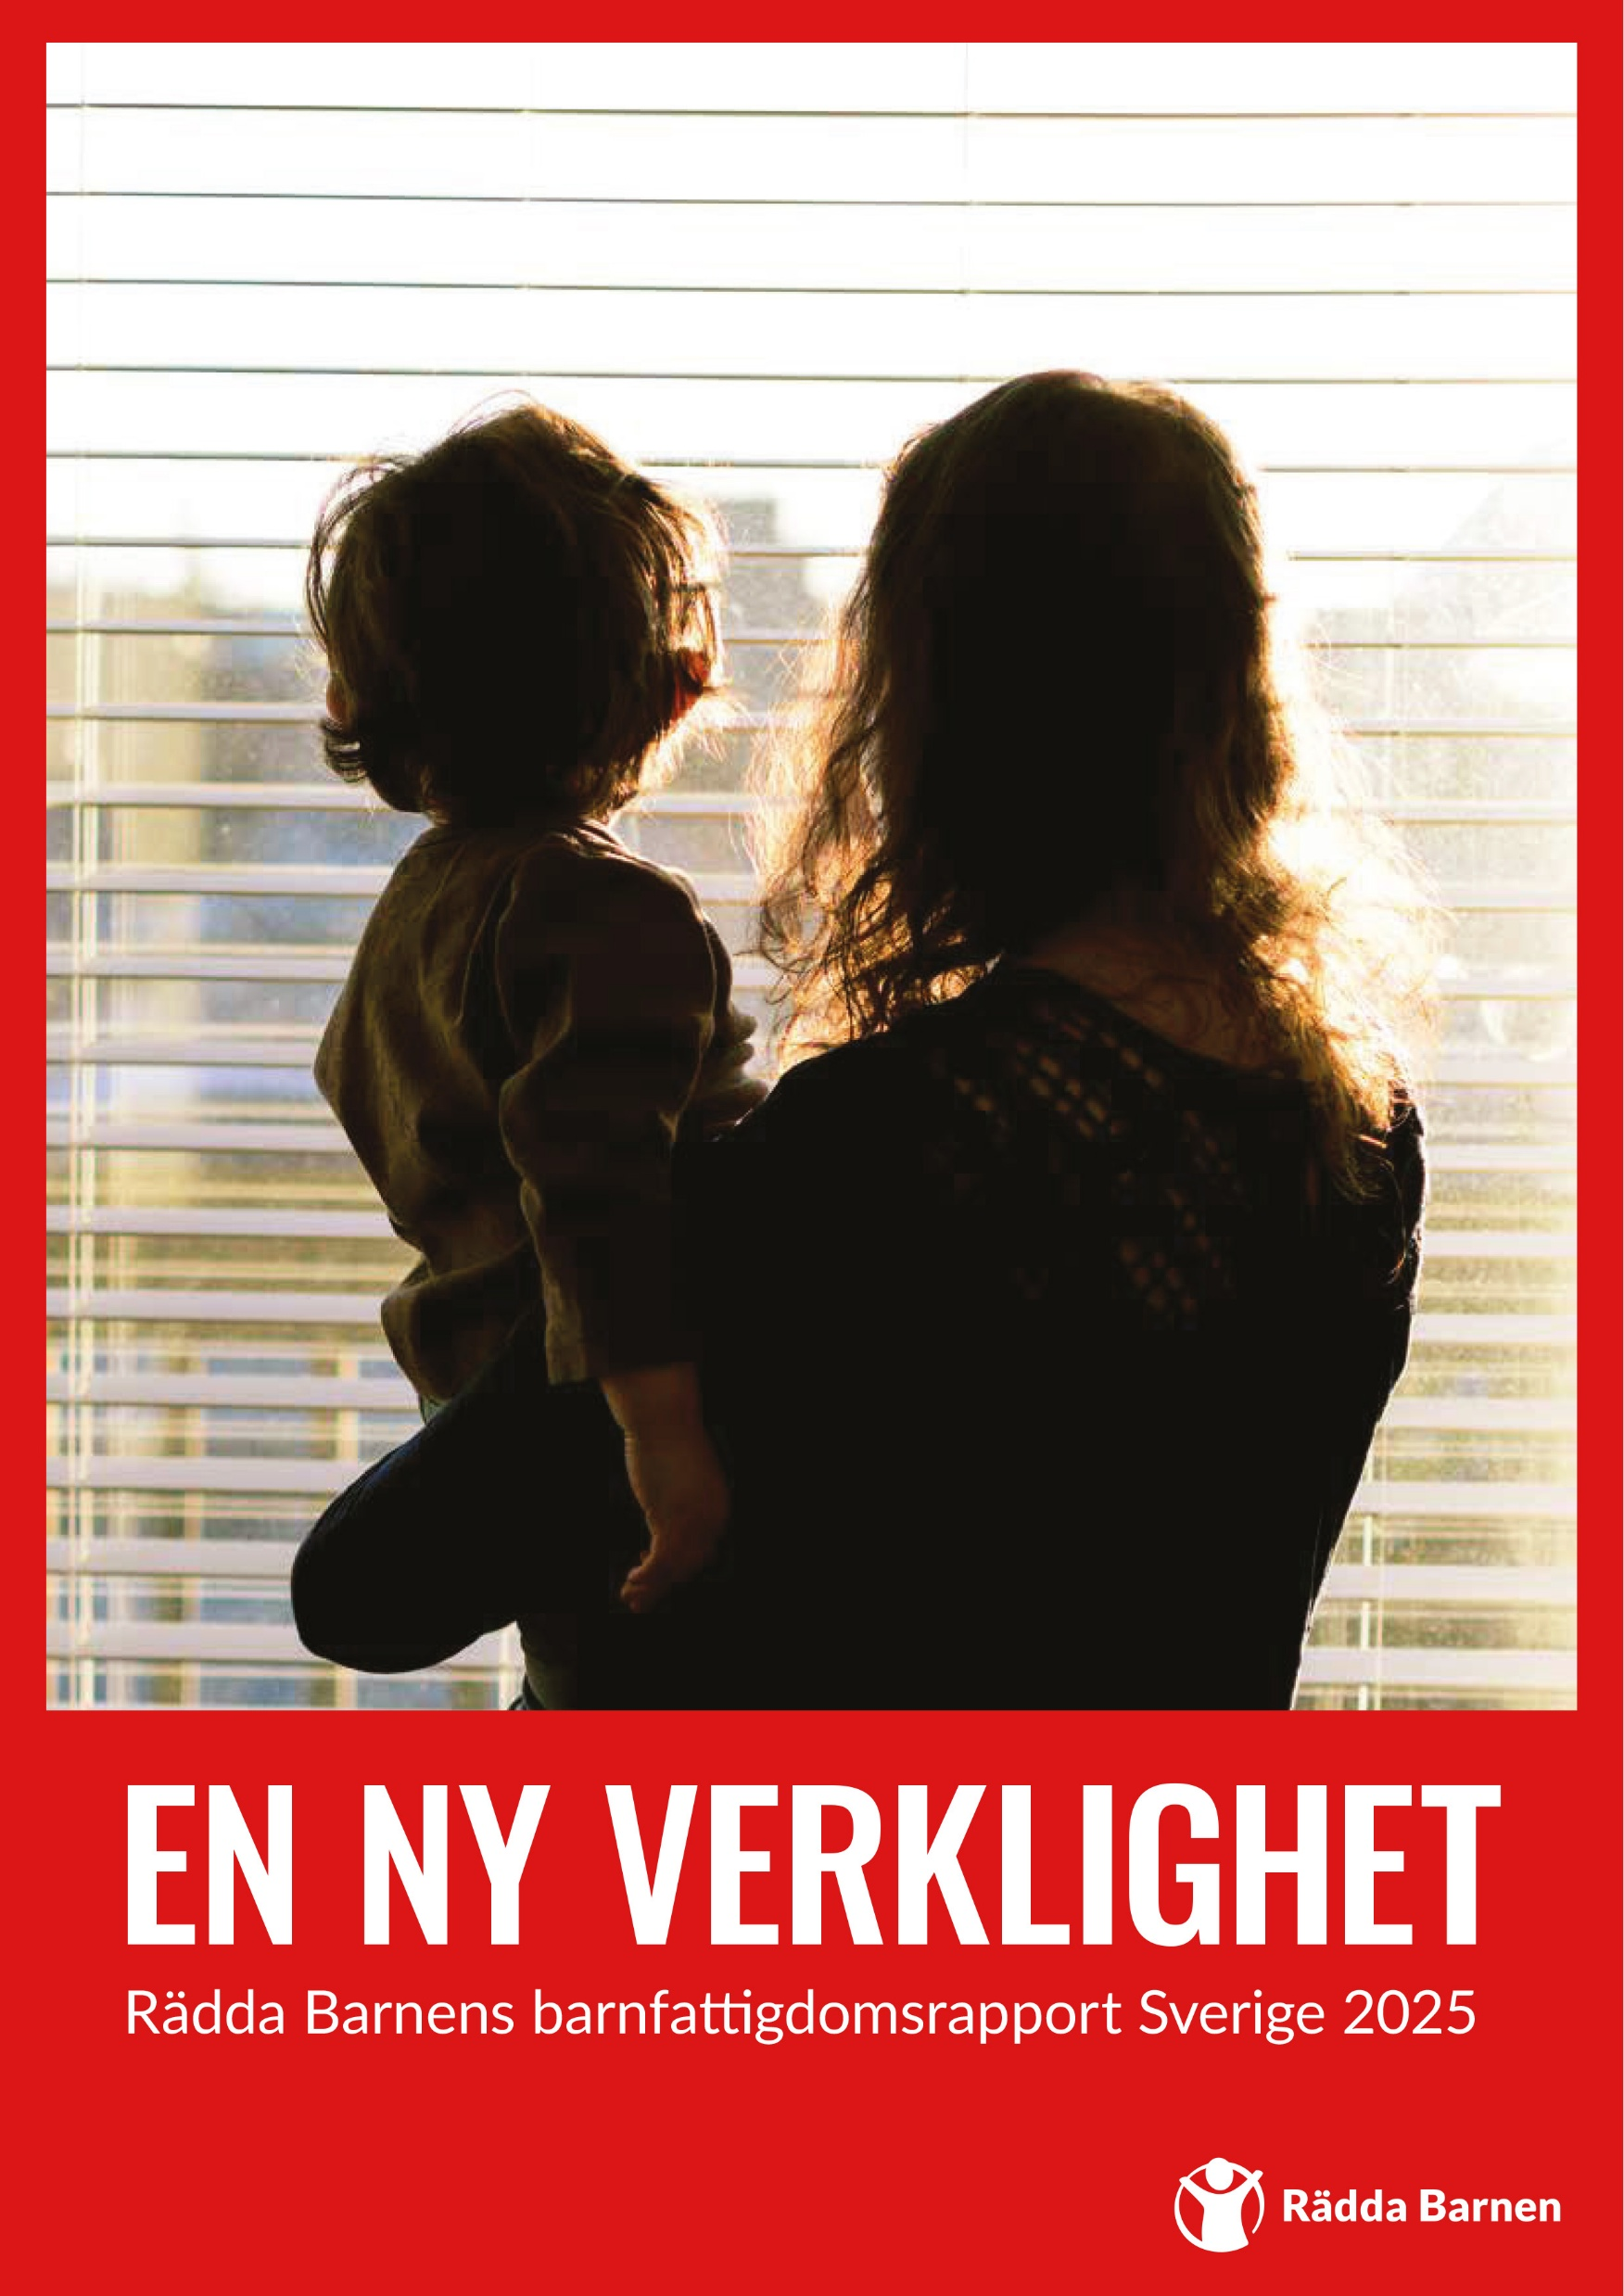 EN NY VERKLIGHET
Rädda Barnens barnfattigdomsrapport Sverige 2025
Rädda Barnen